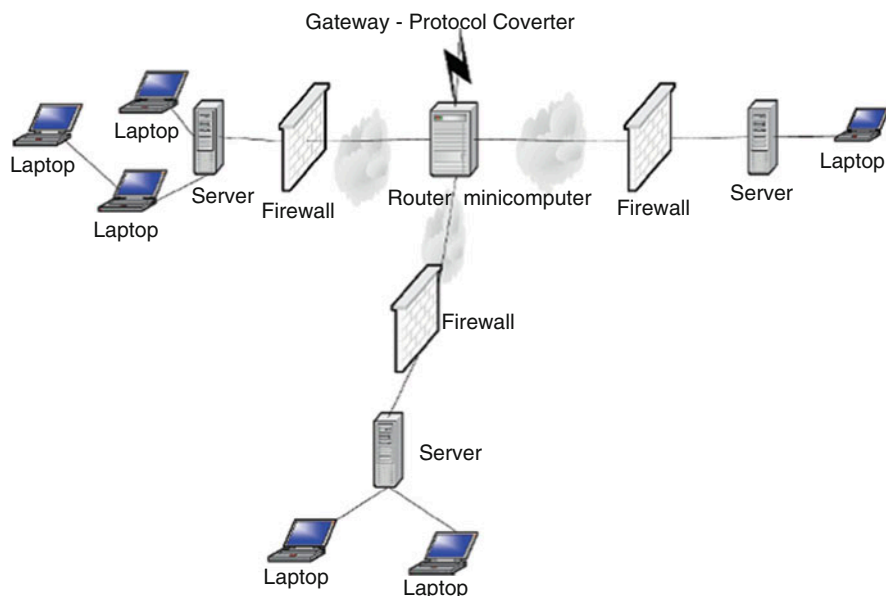 Gateway - Protocol Coverter
Laptop
Laptop
Laptop
Server
Firewall
Router minicomputer
Firewall
Server
Laptop
Firewall
Server
Laptop
Laptop